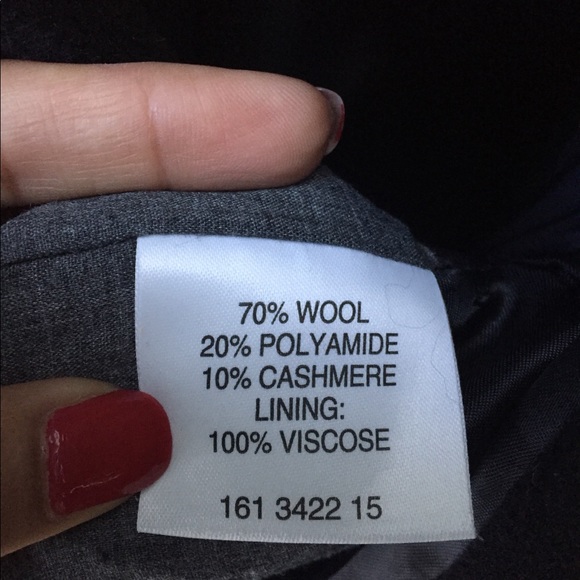 70% WOOL
20% POLYAMIDE
10% CASHMERE
LINING:
100% VISCOSE
161 3422 15